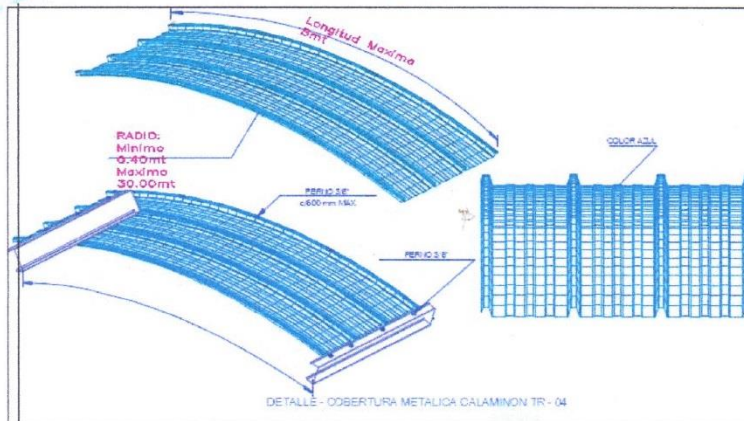 Longitud Maxima
8mt
RADIO:
Minimo
0.40mt
Maximo
30.00mt
PERNO 3/8"
c/600mm MAX.
COLOR AZUL
PERNO 3/8"
DETALLE - COBERTURA METALICA CALAMINON TR - 04